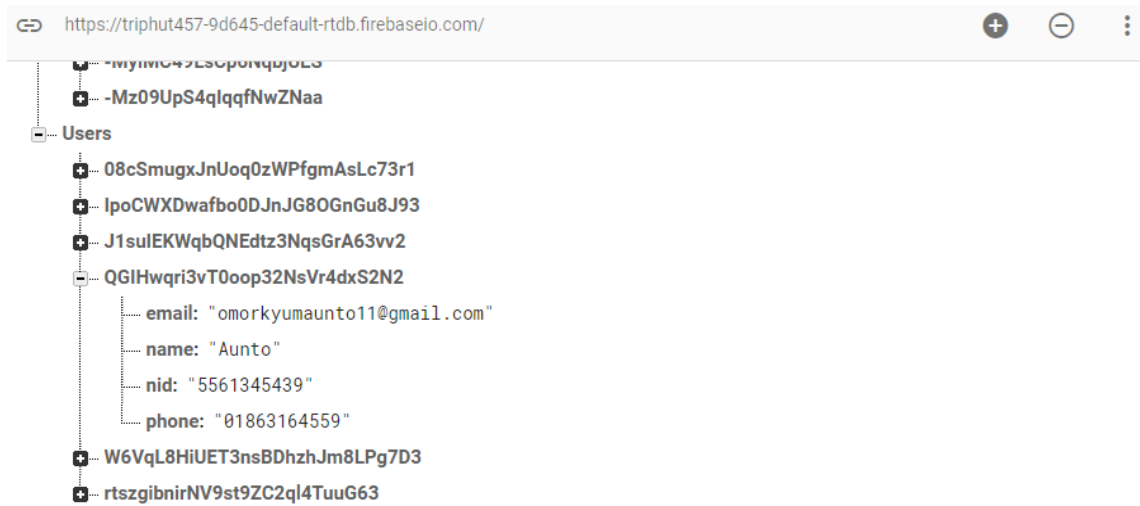 https://triphut457-9d645-default-rtdb.firebaseio.com/
-Mz09UpS4qIqqfNwZNaa
Users
08cSmugxJnUoq0zWPfgmAsLc73r1
IpoCWXDwafbo0DJnJG8OGnGu8J93
J1suIEKWqbQNEdtz3NqsGrA63vv2
QGIHwqri3vT0oop32NsVr4dxS2N2
email: "omorkyumaunto11@gmail.com"
name: "Aunto"
nid: "5561345439"
phone: "01863164559"
W6VqL8HiUET3nsBDhzhJm8LPg7D3
rtszgibnirNV9st9ZC2ql4TuuG63